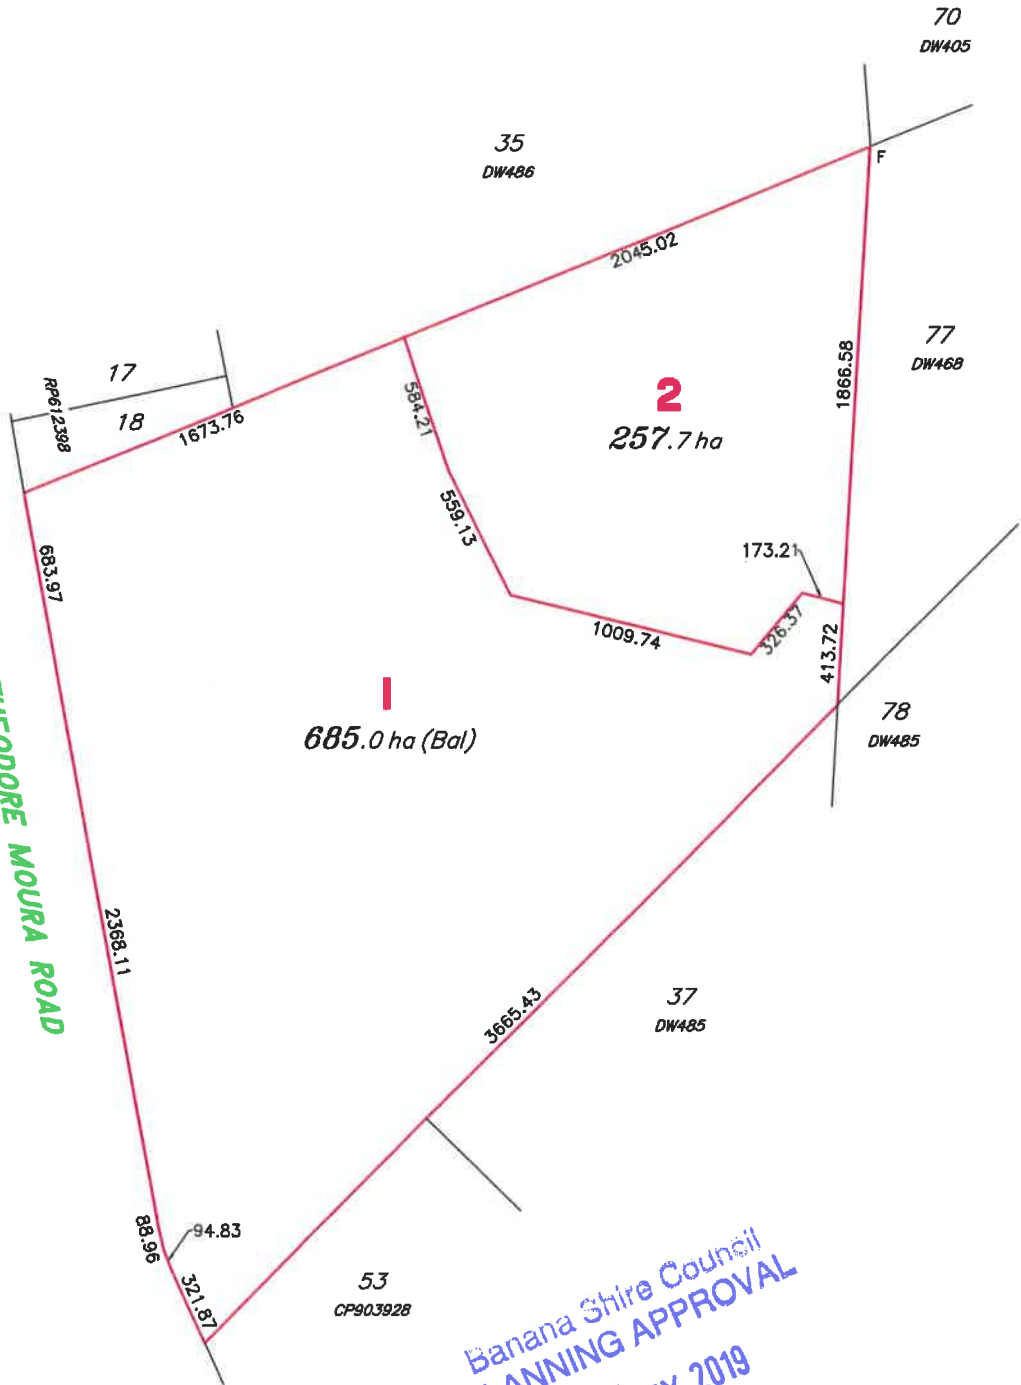 70
DW405
35
DW486
F
2045.02
17
18
RP612398
1673.76
584.21
559.13
2
257.7 ha
1866.58
77
DW468
683.97
173.21
1009.74
326.37
413.72
1
685.0 ha (Bal)
78
DW485
MOURA ROAD
2368.11
3665.43
37
DW485
88.96
94.83
321.87
53
CP903928
Banana Shire Council
APPROVAL
2019